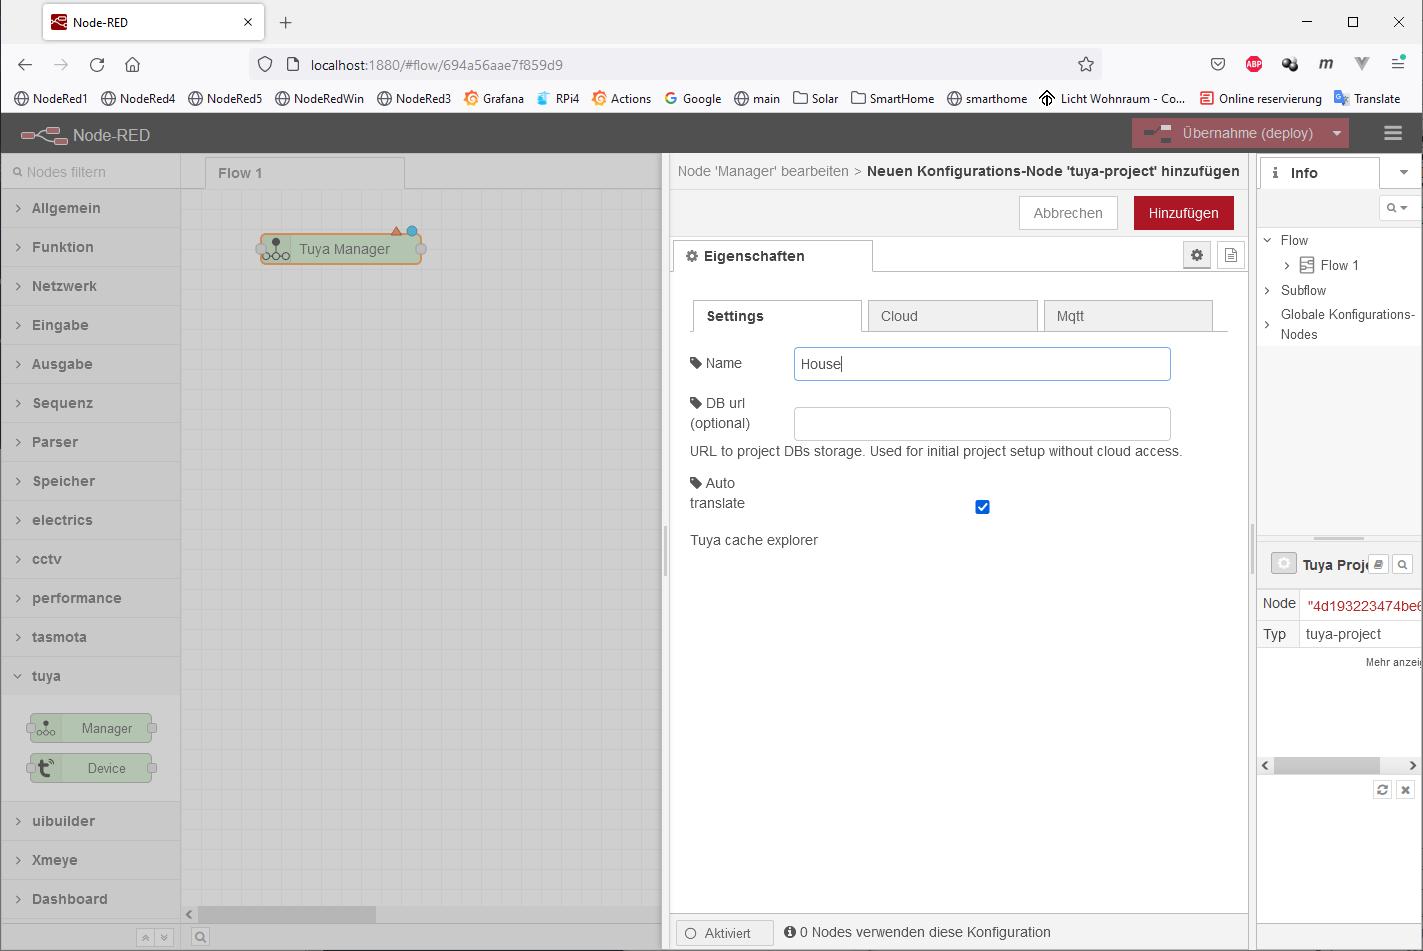 Node-RED
localhost:1880/#flow/694a56aae7f859d9
ABP
m
NodeRed1
NodeRed4
NodeRed5
NodeRedWin
NodeRed3
Grafana
RPi4
Actions
Google
main
Solar
SmartHome
smarthome
Licht Wohnraum - Co...
Online reservierung
Translate
Node-RED
Übernahme (deploy)
Nodes filtern
Allgemein
Funktion
Netzwerk
Eingabe
Ausgabe
Sequenz
Parser
Speicher
electrics
cctv
performance
tasmota
tuya
Manager
Device
uibuilder
Xmeye
Dashboard
Flow 1
Tuya Manager
Node 'Manager' bearbeiten > Neuen Konfigurations-Node 'tuya-project' hinzufügen
Abbrechen
Hinzufügen
Eigenschaften
Settings
Cloud
Mqtt
Name
House
DB url
(optional)
URL to project DBs storage. Used for initial project setup without cloud access.
Auto
translate
Tuya cache explorer
Aktiviert
0 Nodes verwenden diese Konfiguration
Info
Flow
Flow 1
Subflow
Globale Konfigurations-
Nodes
Tuya Proje
Node
"4d193223474be6
Typ
tuya-project
Mehr anzeig